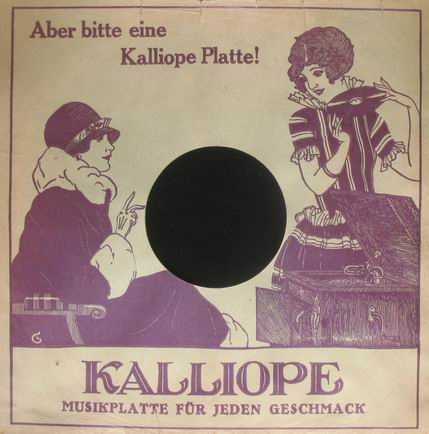 Aber bitte eine
Kalliope Platte!
G
KALLIOPE
MUSIKPLATTE FÜR JEDEN GESCHMACK